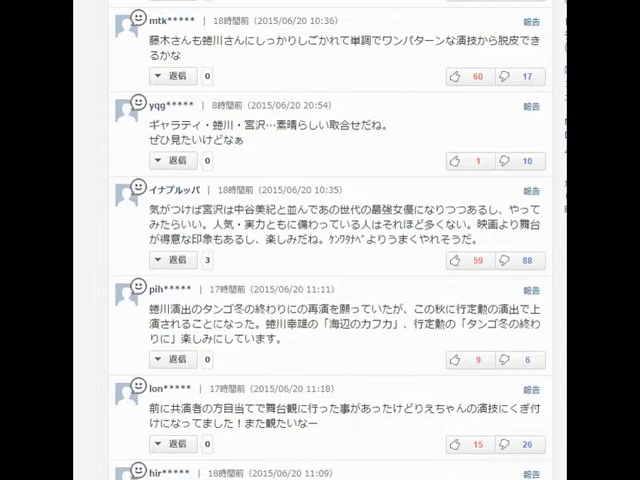 mtk***** | 18時間前（2015/06/20 10:36） 報告
藤木さんも蜷川さんにしっかりしごかれて単調でワンパターンな演技から脱皮でき
るかな
返信 0 60 17
yqg***** | 8時間前（2015/06/20 20:54） 報告
ギャラティ・蜷川・宮沢…素晴らしい取合せだね。
ぜひ見たいけどなぁ
返信 0 1 10
イナブルッパ | 18時間前（2015/06/20 10:35） 報告
気がつけば宮沢は中谷美紀と並んであの世代の最強女優になりつつあるし、やって
みたらいい。人気・実力ともに備わっている人はそれほど多くない。映画より舞台
が得意な印象もあるし、楽しみだね。ｹﾝﾜﾀﾅﾍﾞよりうまくやれそうだ。
返信 3 59 88
pih***** | 17時間前（2015/06/20 11:11） 報告
蜷川演出のタンゴ冬の終わりにの再演を願っていたが、この秋に行定勲の演出で上
演されることになった。蜷川幸雄の「海辺のカフカ」、行定勲の「タンゴ冬の終わ
りに」楽しみにしています。
返信 0 9 6
lon***** | 17時間前（2015/06/20 11:18） 報告
前に共演者の方目当てで舞台観に行った事があったけどりえちゃんの演技にくぎ付
けになってました！また観たいなー
返信 0 15 26
hir***** | 18時間前（2015/06/20 11:09） 報告